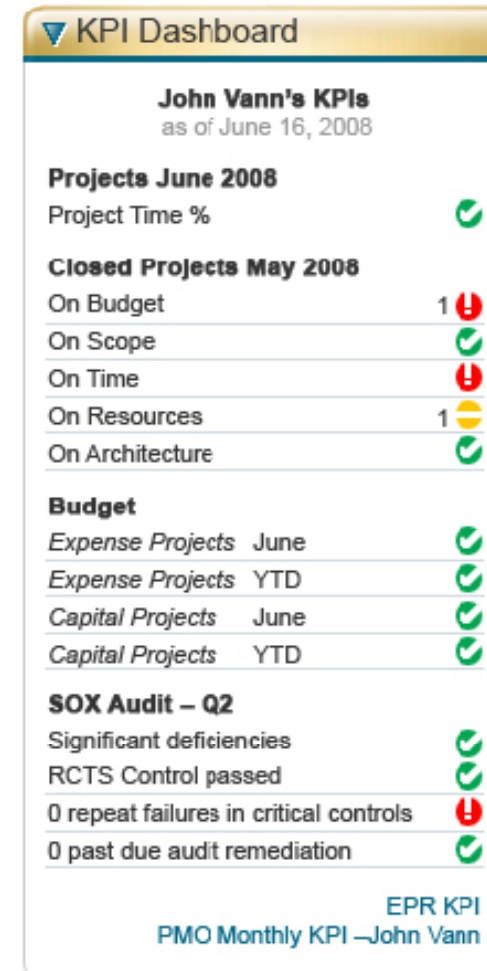 KPI Dashboard
John Vann's KPIs
as of June 16, 2008
Projects June 2008
Project Time %
Closed Projects May 2008
On Budget 1
On Scope
On Time
On Resources 1
On Architecture
Budget
Expense Projects June
Expense Projects YTD
Capital Projects June
Capital Projects YTD
SOX Audit – Q2
Significant deficiencies
RCTS Control passed
0 repeat failures in critical controls
0 past due audit remediation
EPR KPI
PMO Monthly KPI –John Vann